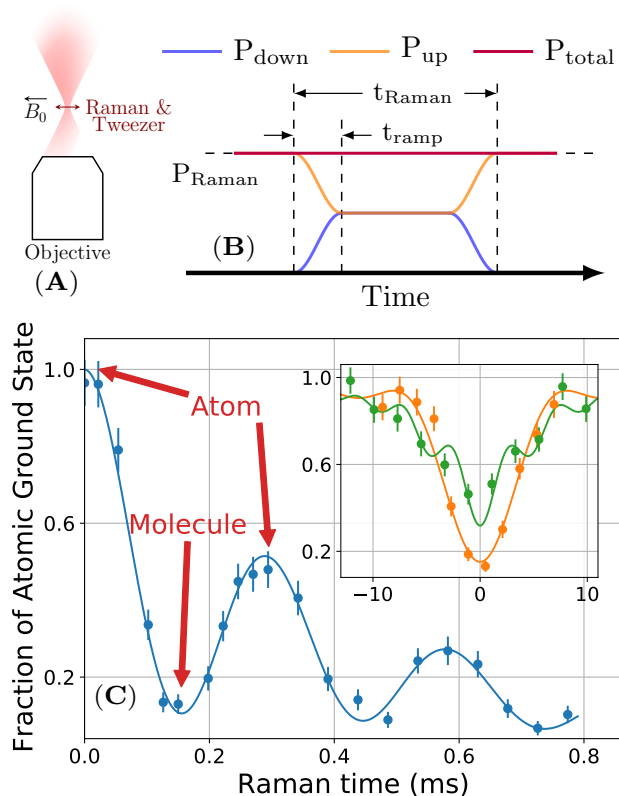 P_down P_up P_total
t_Raman
t_ramp
P_Raman
B_0
Raman &
Tweezer
Objective
(A)
(B)
Time
Fraction of Atomic Ground State
1.0
0.6
0.2
Atom
Molecule
(C)
1.0
0.6
0.2
−10 0 10
0.0 0.2 0.4 0.6 0.8
Raman time (ms)